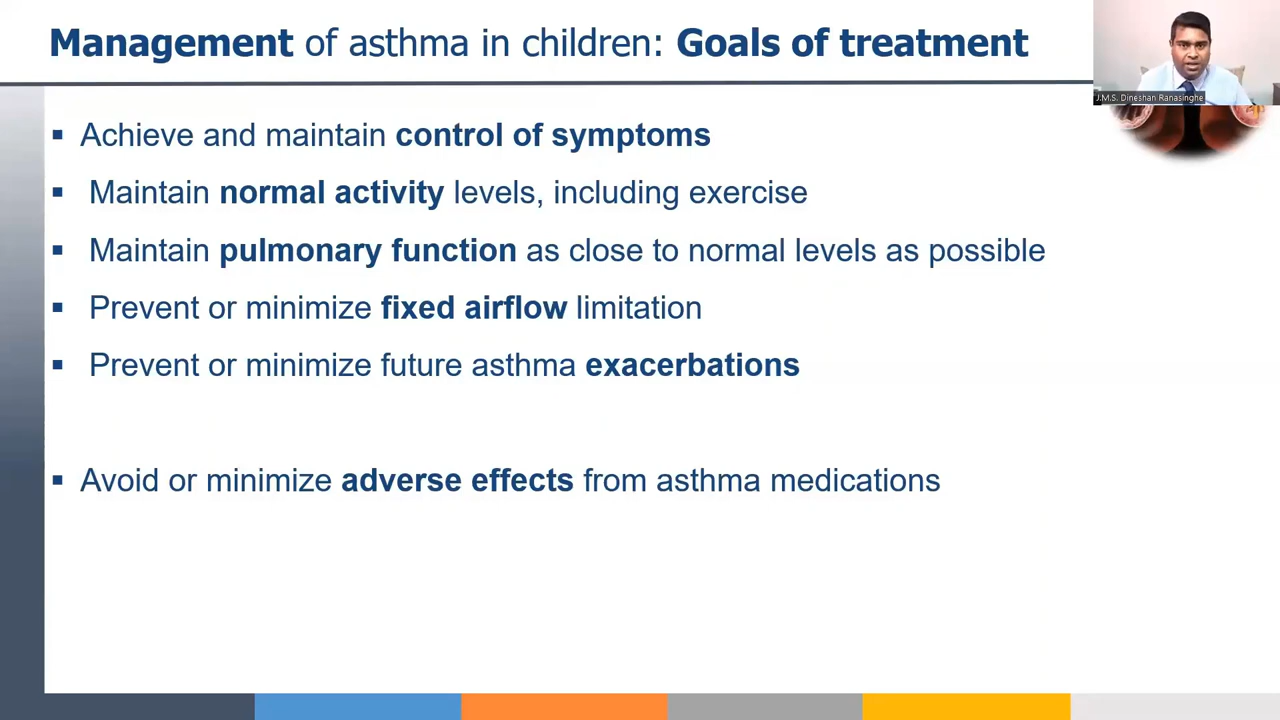 Management of asthma in children: Goals of treatment
J.M.S. Dineshan Ranasinghe
▪ Achieve and maintain control of symptoms
▪ Maintain normal activity levels, including exercise
▪ Maintain pulmonary function as close to normal levels as possible
▪ Prevent or minimize fixed airflow limitation
▪ Prevent or minimize future asthma exacerbations
▪ Avoid or minimize adverse effects from asthma medications